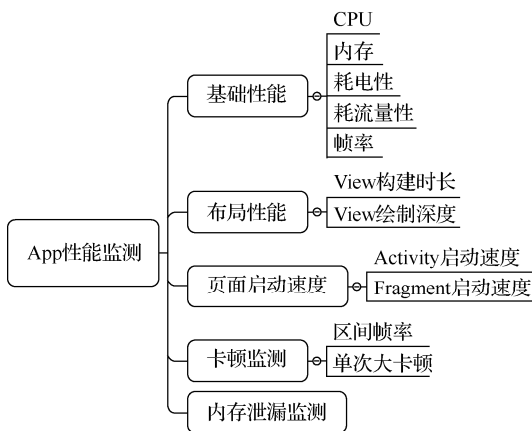 App性能监测
基础性能
CPU
内存
耗电性
耗流量性
帧率
布局性能
View构建时长
View绘制深度
页面启动速度
Activity启动速度
Fragment启动速度
卡顿监测
区间帧率
单次大卡顿
内存泄漏监测